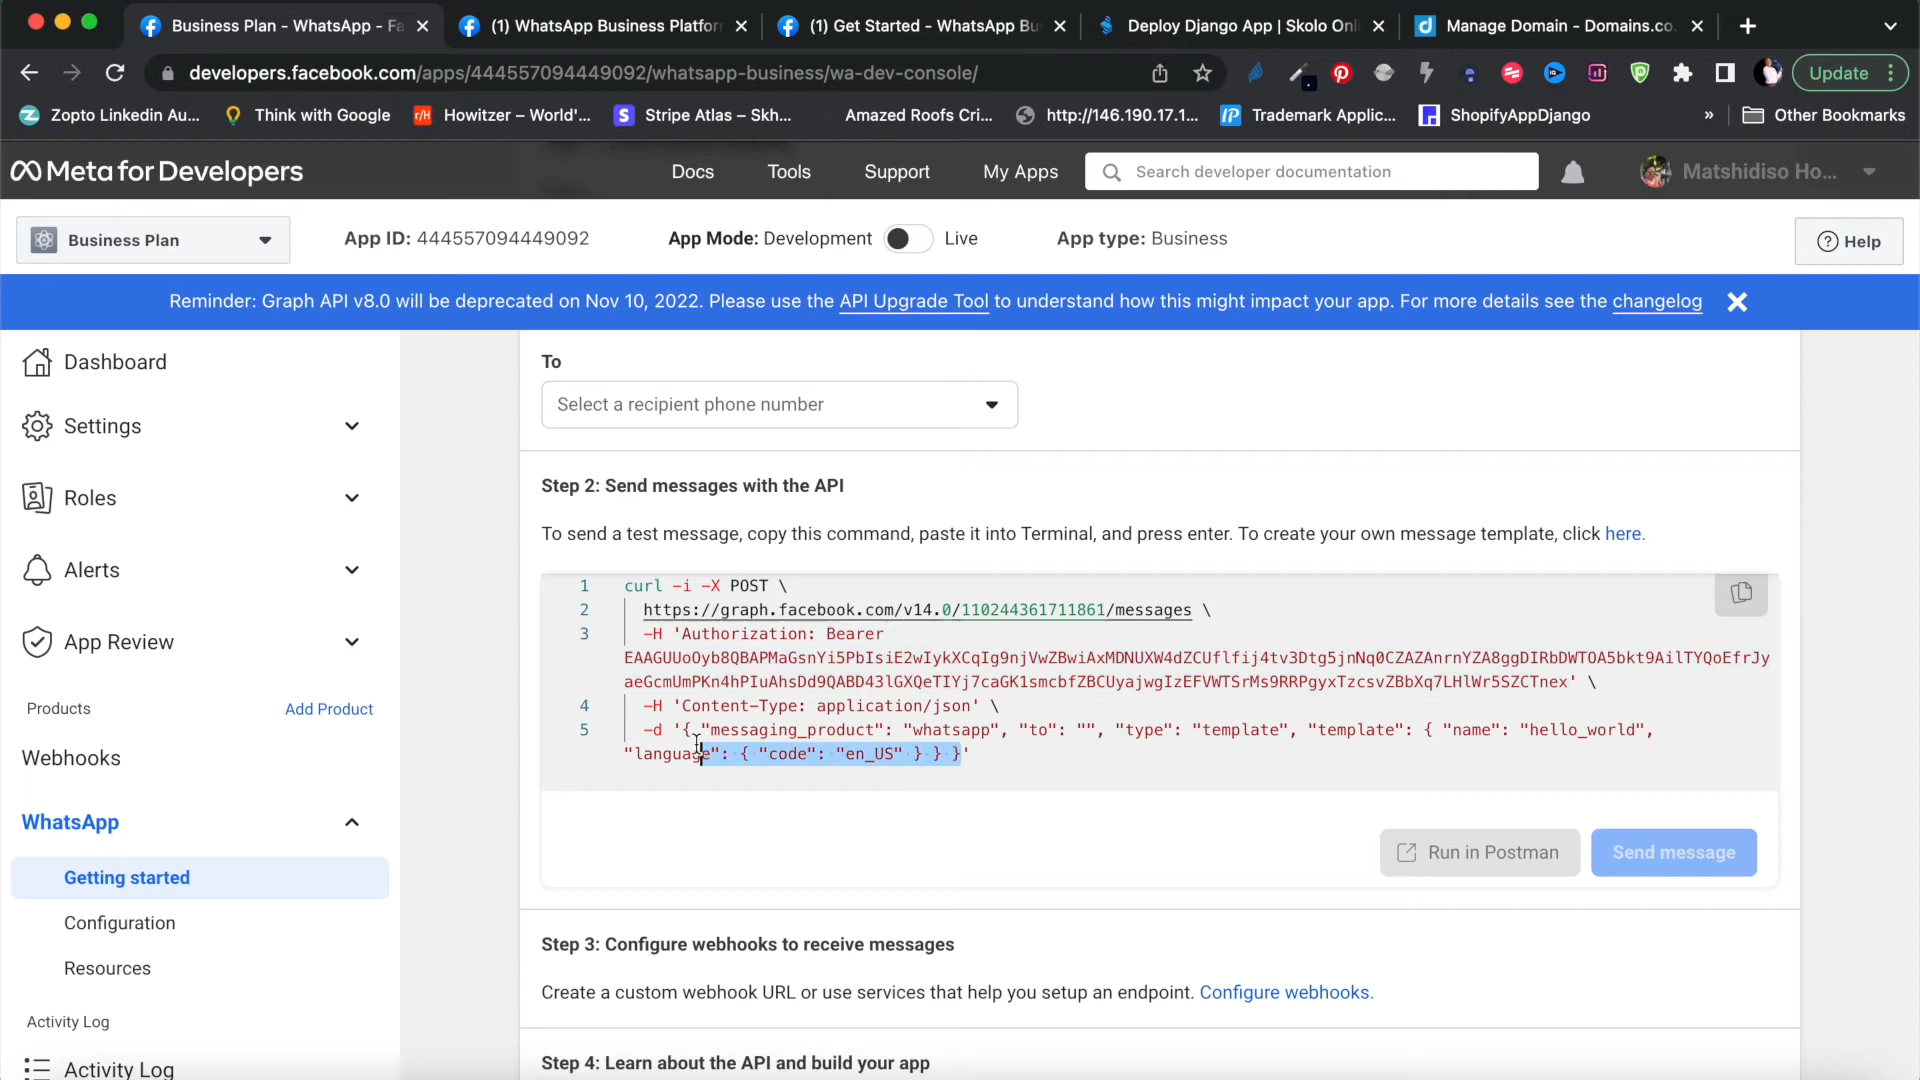 Business Plan - WhatsApp - Fa
(1) WhatsApp Business Platfor
(1) Get Started - WhatsApp Bu
Deploy Django App | Skolo Onli
Manage Domain - Domains.co.
developers.facebook.com/apps/444557094449092/whatsapp-business/wa-dev-console/
Update
Zopto Linkedin Au...
Think with Google
Howitzer – World'...
Stripe Atlas – Skh...
Amazed Roofs Cri...
http://146.190.17.1...
Trademark Applic...
ShopifyAppDjango
»
Other Bookmarks
Meta for Developers
Docs
Tools
Support
My Apps
Search developer documentation
Matshidiso Ho...
Business Plan
App ID: 444557094449092
App Mode: Development
Live
App type: Business
Help
Reminder: Graph API v8.0 will be deprecated on Nov 10, 2022. Please use the API Upgrade Tool to understand how this might impact your app. For more details see the changelog
Dashboard
Settings
Roles
Alerts
App Review
Products
Add Product
Webhooks
WhatsApp
Getting started
Configuration
Resources
Activity Log
Activity Log
To
Select a recipient phone number
Step 2: Send messages with the API
To send a test message, copy this command, paste it into Terminal, and press enter. To create your own message template, click here.
1 curl -i -X POST \
2 https://graph.facebook.com/v14.0/110244361711861/messages \
3 -H 'Authorization: Bearer
EAAGUUoOyb8QBAPMaGsnYi5PbIsiE2wIykXCqIg9njVwZBwiAxMDNUXW4dZCUflfij4tv3Dtg5jnNq0CZAZAnrnYZA8ggDIRbDWTOA5bkt9AilTYQoEfrJy
aeGcmUmPKn4hPIuAhsDd9QABD43lGXQeTIYj7caGK1smcbfZBCUyajwgIzEFVWTSrMs9RRPgyxTzcsvZBbXq7LHlWr5SZCTnex' \
4 -H 'Content-Type: application/json' \
5 -d '{ "messaging_product": "whatsapp", "to": "", "type": "template", "template": { "name": "hello_world",
"language": { "code": "en_US" } } }'
Run in Postman
Send message
Step 3: Configure webhooks to receive messages
Create a custom webhook URL or use services that help you setup an endpoint. Configure webhooks.
Step 4: Learn about the API and build your app